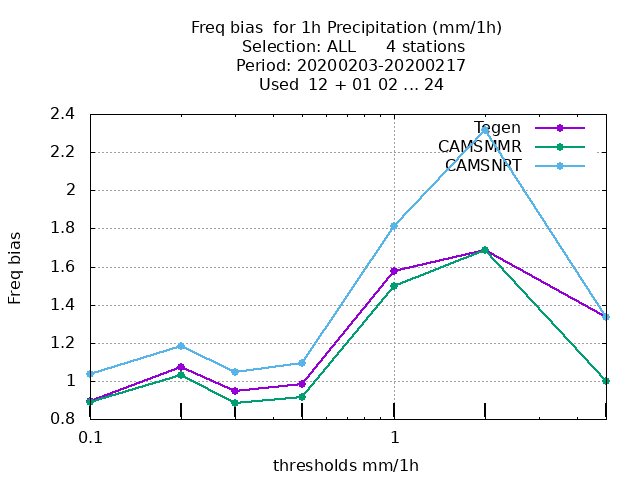 Freq bias  for 1h Precipitation (mm/1h)
Selection: ALL      4 stations
Period: 20200203-20200217
Used  12 + 01 02 ... 24
Tegen
CAMSMMR
CAMSNRT
2.4
2.2
2
1.8
1.6
1.4
1.2
1
0.8
Freq bias
0.1 1
thresholds mm/1h